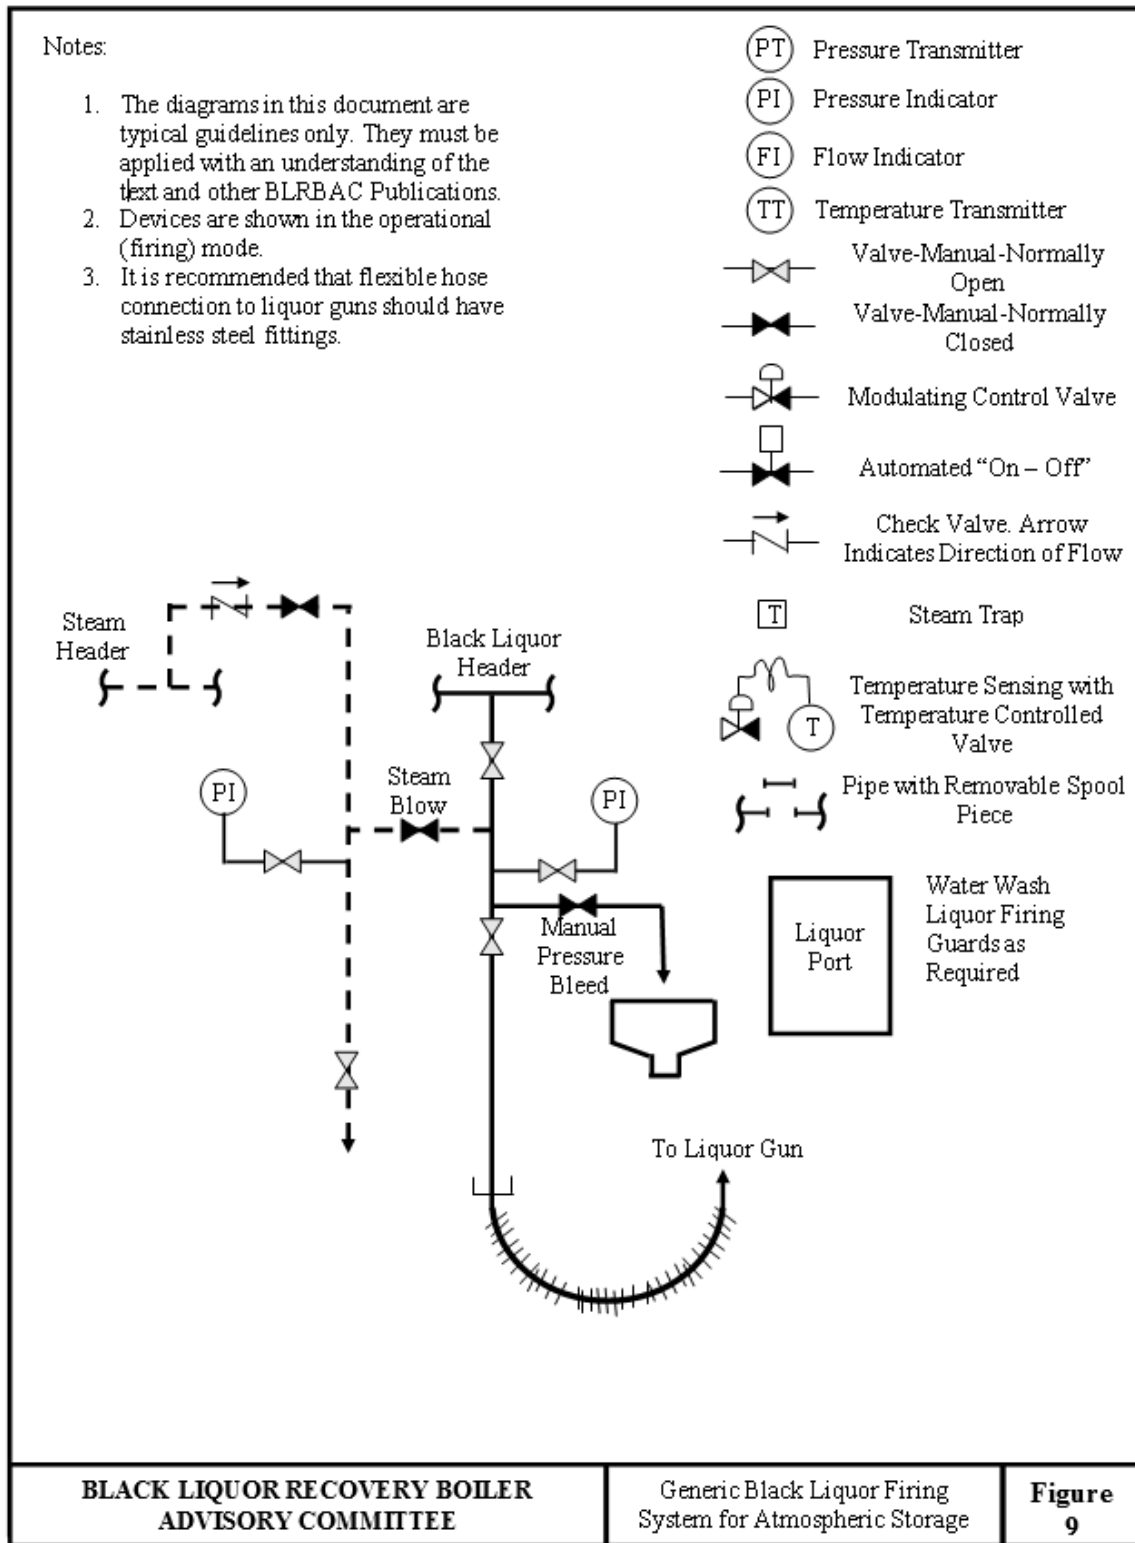 Notes:
1. The diagrams in this document are
typical guidelines only. They must be
applied with an understanding of the
text and other BLRBAC Publications.
2. Devices are shown in the operational
(firing) mode.
3. It is recommended that flexible hose
connection to liquor guns should have
stainless steel fittings.
PT Pressure Transmitter
PI Pressure Indicator
FI Flow Indicator
TT Temperature Transmitter
Valve-Manual-Normally
Open
Valve-Manual-Normally
Closed
Modulating Control Valve
Automated “On – Off”
Check Valve. Arrow
Indicates Direction of Flow
T Steam Trap
Temperature Sensing with
Temperature Controlled
Valve
T
Pipe with Removable Spool
Piece
Steam
Header
Black Liquor
Header
PI
Steam
Blow
PI
Manual
Pressure
Bleed
Liquor
Port
Water Wash
Liquor Firing
Guards as
Required
To Liquor Gun
BLACK LIQUOR RECOVERY BOILER
ADVISORY COMMITTEE
Generic Black Liquor Firing
System for Atmospheric Storage
Figure
9